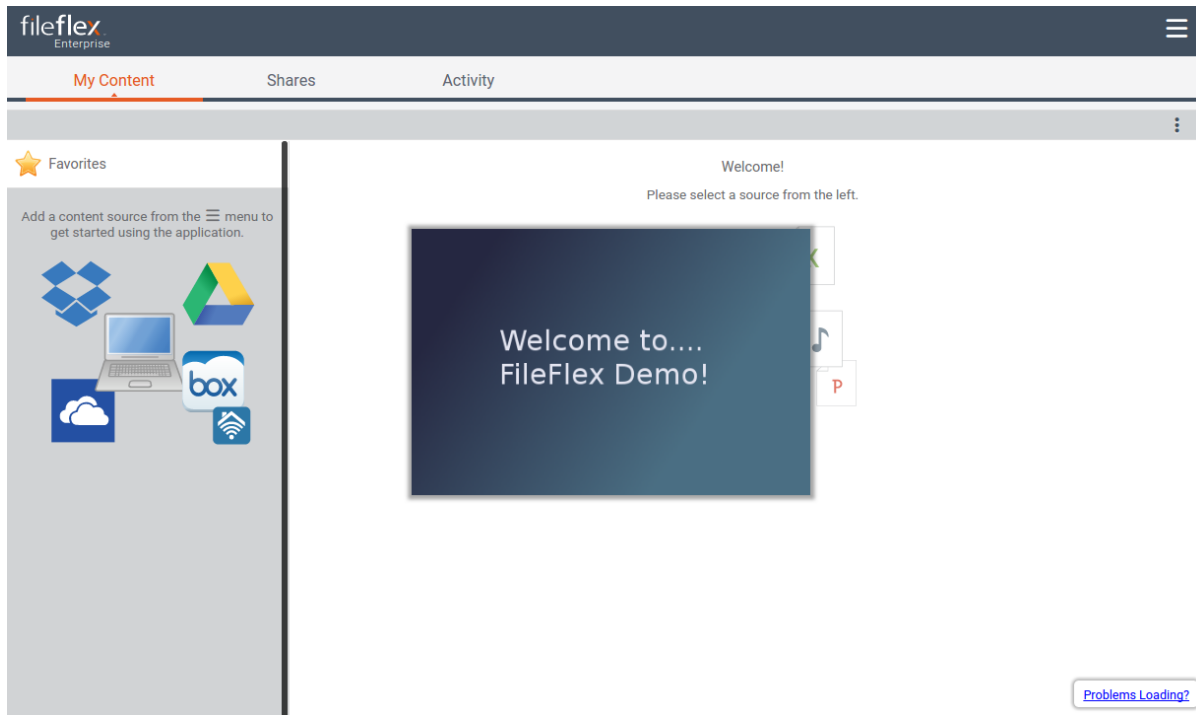 fileflex
Enterprise
My Content
Shares
Activity
Favorites
Add a content source from the ☰ menu to
get started using the application.
box
Welcome!
Please select a source from the left.
X
Welcome to....
FileFlex Demo!
P
Problems Loading?